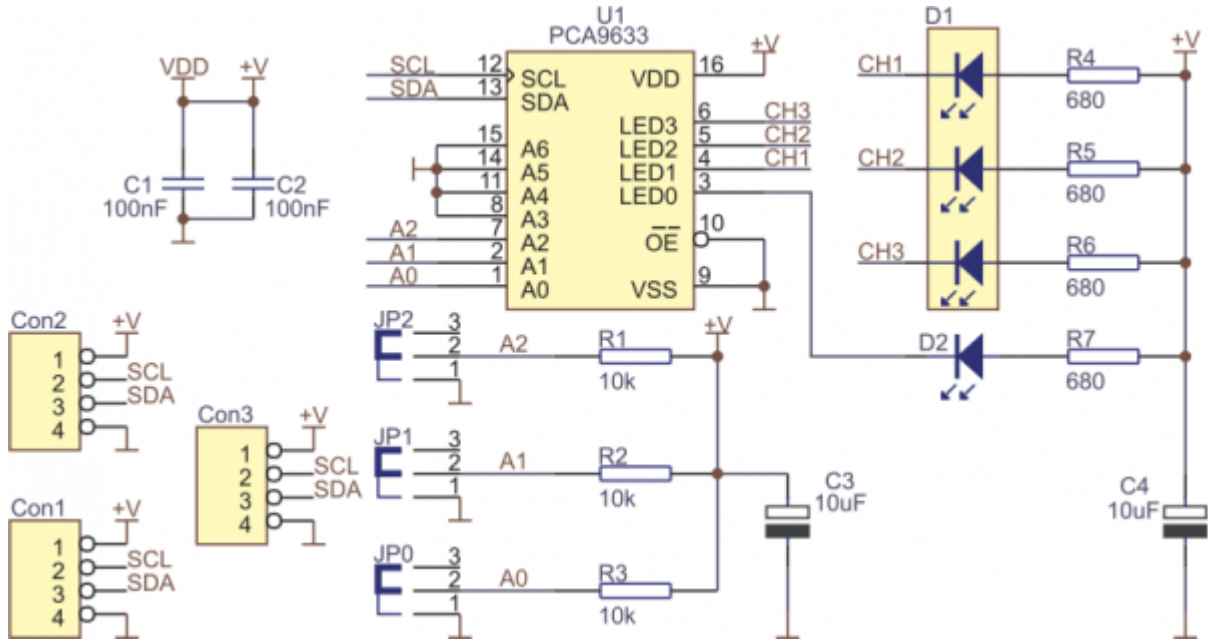 U1
PCA9633
VDD +V
C1
100nF
C2
100nF
SCL 12 SCL
SDA 13 SDA
15 A6
14 A5
11 A4
8 A3
A2 7 A2
A1 2 A1
A0 1 A0
VDD 16 +V
LED3 6 CH3
LED2 5 CH2
LED1 4 CH1
LED0 3
OE 10
VSS 9
D1
+V
CH1 R4
680
CH2 R5
680
CH3 R6
680
D2 R7
680
C4
10uF
Con2
+V
1
2 SCL
3 SDA
4
Con3
+V
1
2 SCL
3 SDA
4
Con1
+V
1
2 SCL
3 SDA
4
JP2 3
2 A2 R1 +V
1 10k
JP1 3
2 A1 R2
1 10k
JP0 3
2 A0 R3
1 10k
C3
10uF